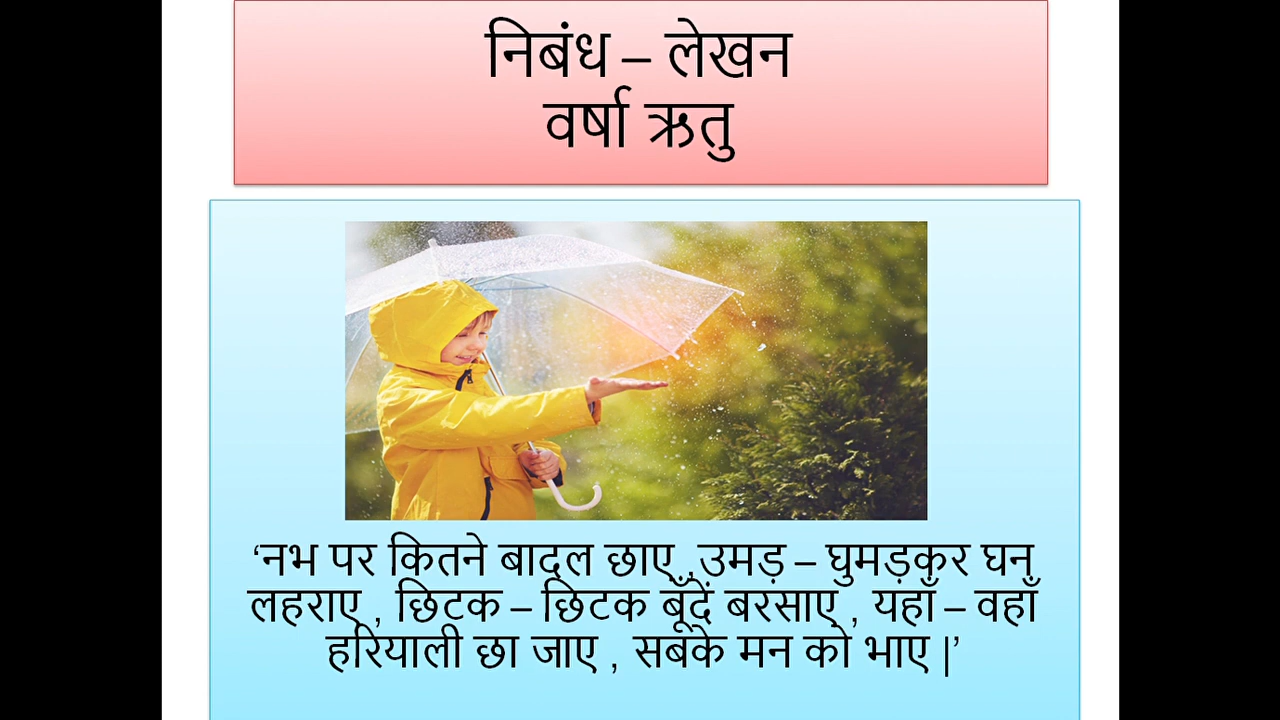 निबंध – लेखन
वर्षा ऋतु
‘नभ पर कितने बादल छाए ,उमड़ – घुमड़कर घन
लहराए , छिटक – छिटक बूँदें बरसाए , यहाँ – वहाँ
हरियाली छा जाए , सबके मन को भाए |’